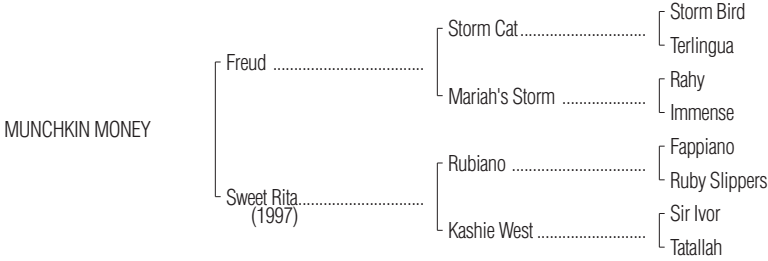 Storm Bird
Storm Cat..............................
Terlingua
Freud ....................................
Rahy
Mariah's Storm ....................
Immense
MUNCHKIN MONEY
Fappiano
Rubiano ................................
Ruby Slippers
Sweet Rita..............................
(1997)
Sir Ivor
Kashie West ..........................
Tatallah